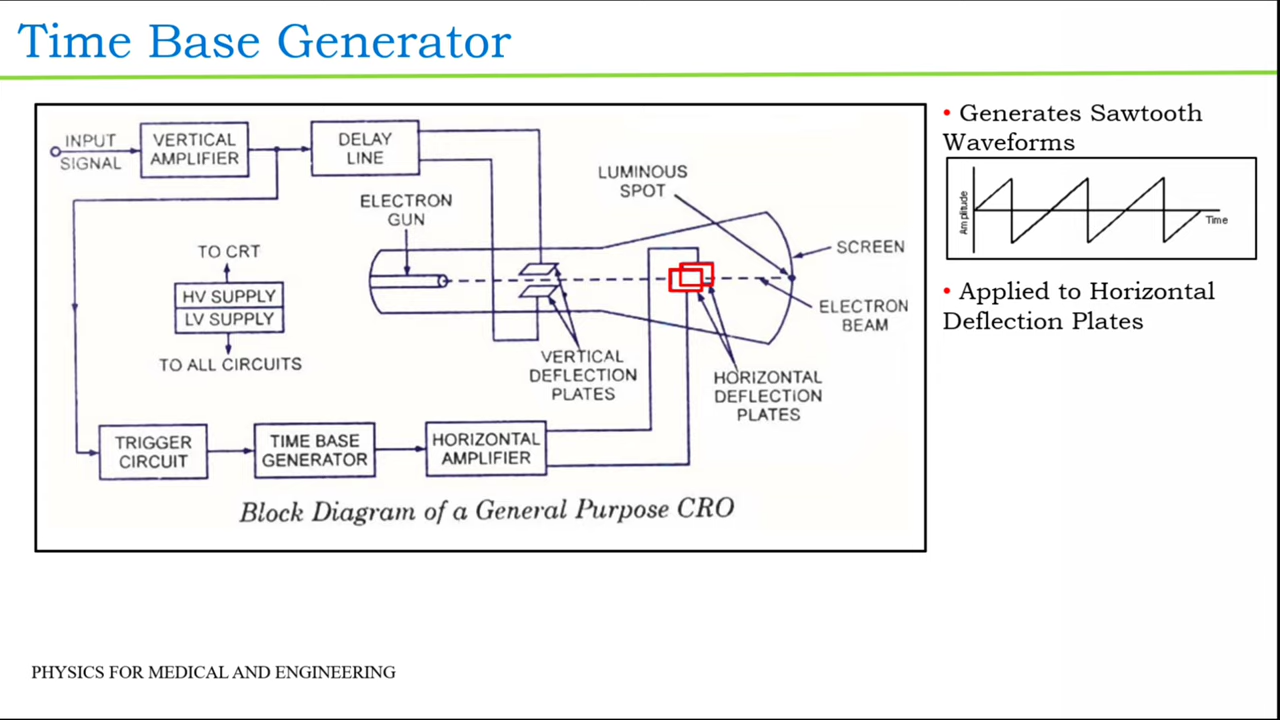 Time Base Generator
INPUT
SIGNAL
VERTICAL
AMPLIFIER
DELAY
LINE
LUMINOUS
SPOT
ELECTRON
GUN
SCREEN
TO CRT
HV SUPPLY
LV SUPPLY
TO ALL CIRCUITS
ELECTRON
BEAM
VERTICAL
DEFLECTION
PLATES
HORIZONTAL
DEFLECTION
PLATES
TRIGGER
CIRCUIT
TIME BASE
GENERATOR
HORIZONTAL
AMPLIFIER
Block Diagram of a General Purpose CRO
• Generates Sawtooth
Waveforms
Amplitude
Time
• Applied to Horizontal
Deflection Plates
PHYSICS FOR MEDICAL AND ENGINEERING